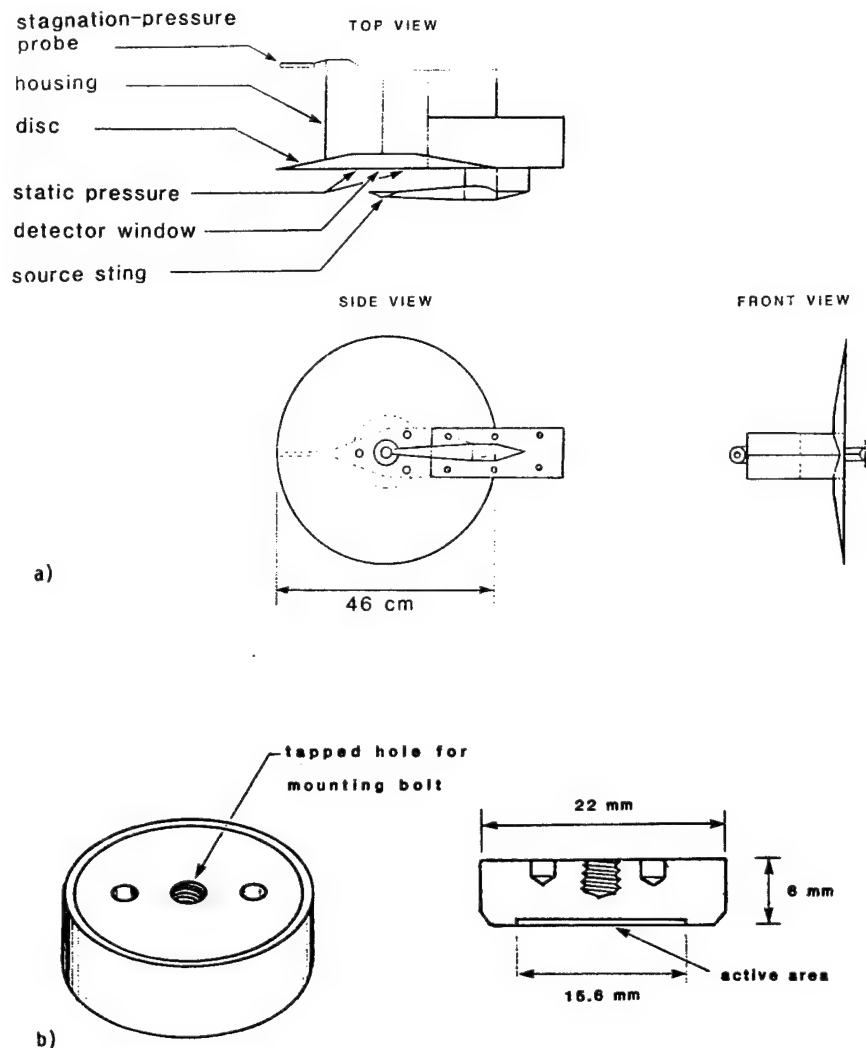 stagnation-pressure
probe
TOP VIEW
housing
disc
static pressure
detector window
source sting
SIDE VIEW
FRONT VIEW
a)
46 cm
tapped hole for
mounting bolt
22 mm
6 mm
active area
15.6 mm
b)